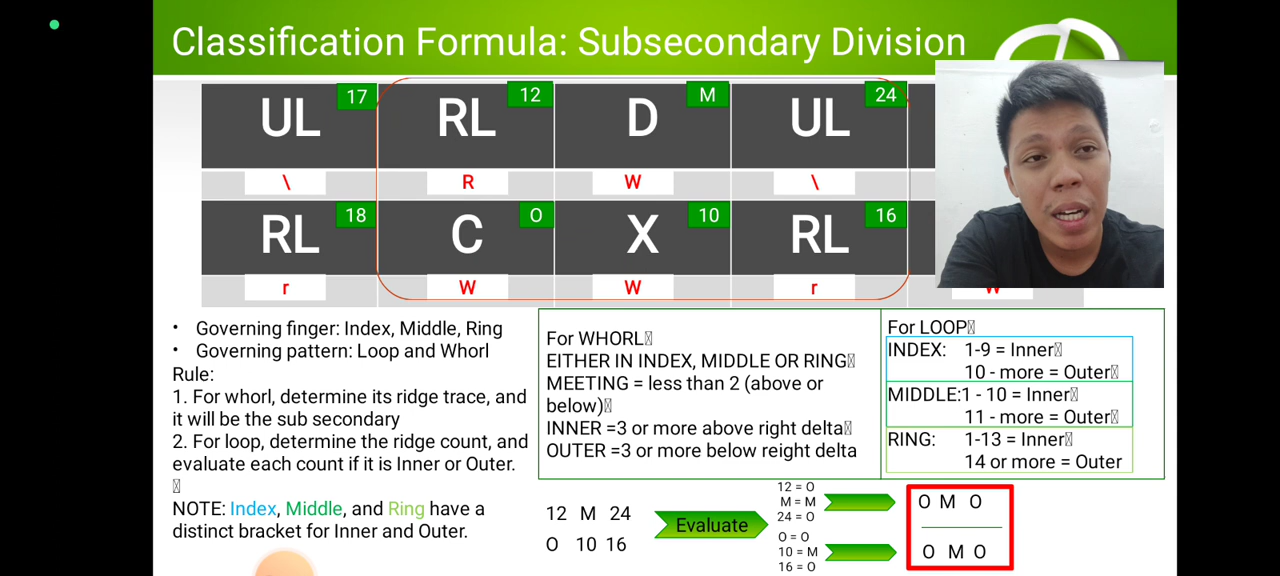 Classification Formula: Subsecondary Division
UL 17 RL 12 D M UL 24
\ R W \
RL 18 C O X 10 RL 16
r W W r W
• Governing finger: Index, Middle, Ring
• Governing pattern: Loop and Whorl
Rule:
1. For whorl, determine its ridge trace, and
it will be the sub secondary
2. For loop, determine the ridge count, and
evaluate each count if it is Inner or Outer.
NOTE: Index, Middle, and Ring have a
distinct bracket for Inner and Outer.
For WHORL
EITHER IN INDEX, MIDDLE OR RING
MEETING = less than 2 (above or
below)
INNER =3 or more above right delta
OUTER =3 or more below reight delta
For LOOP
INDEX: 1-9 = Inner
10 - more = Outer
MIDDLE:1 - 10 = Inner
11 - more = Outer
RING: 1-13 = Inner
14 or more = Outer
12 M 24
O 10 16
Evaluate
12 = O
M = M
24 = O
O = O
10 = M
16 = O
O M O
O M O